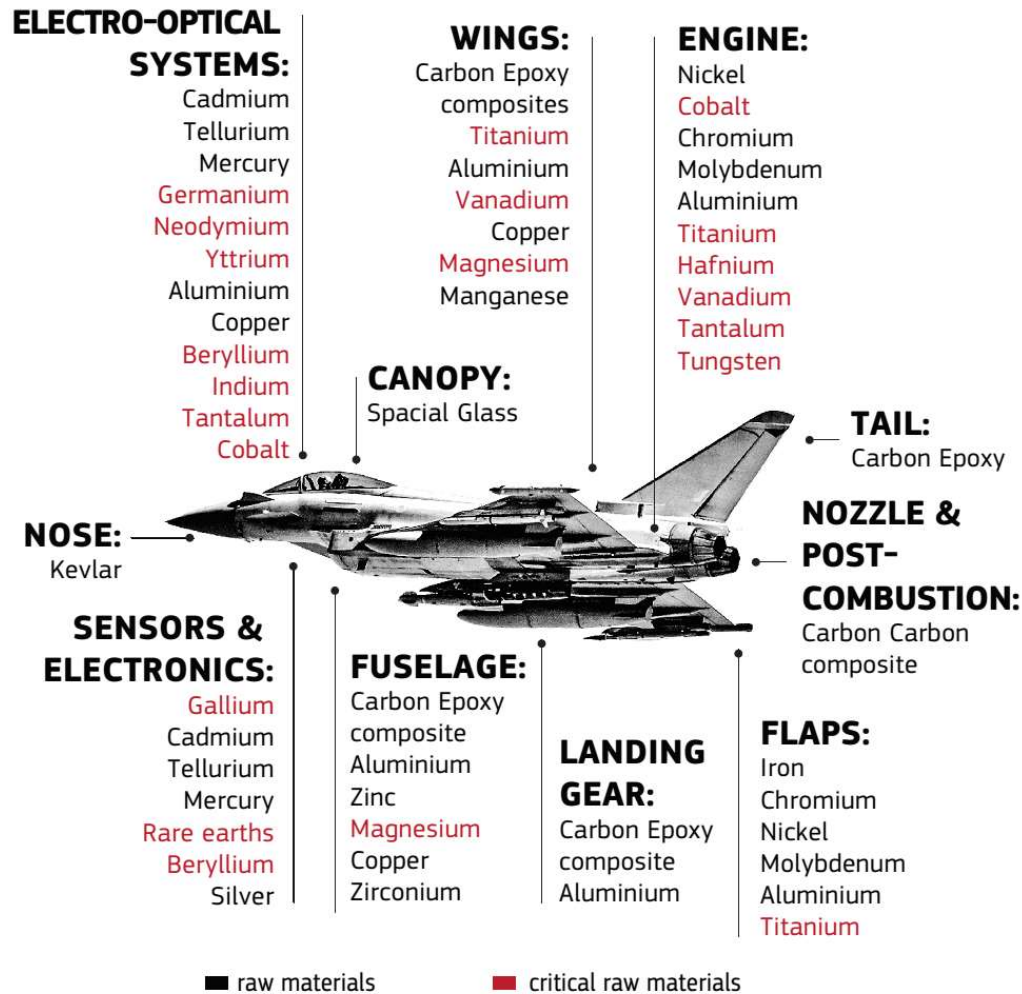 ELECTRO-OPTICAL
SYSTEMS:
Cadmium
Tellurium
Mercury
Germanium
Neodymium
Yttrium
Aluminium
Copper
Beryllium
Indium
Tantalum
Cobalt
WINGS:
Carbon Epoxy
composites
Titanium
Aluminium
Vanadium
Copper
Magnesium
Manganese
ENGINE:
Nickel
Cobalt
Chromium
Molybdenum
Aluminium
Titanium
Hafnium
Vanadium
Tantalum
Tungsten
CANOPY:
Spacial Glass
TAIL:
Carbon Epoxy
NOSE:
Kevlar
NOZZLE &
POST-
COMBUSTION:
Carbon Carbon
composite
SENSORS &
ELECTRONICS:
Gallium
Cadmium
Tellurium
Mercury
Rare earths
Beryllium
Silver
FUSELAGE:
Carbon Epoxy
composite
Aluminium
Zinc
Magnesium
Copper
Zirconium
LANDING
GEAR:
Carbon Epoxy
composite
Aluminium
FLAPS:
Iron
Chromium
Nickel
Molybdenum
Aluminium
Titanium
raw materials
critical raw materials